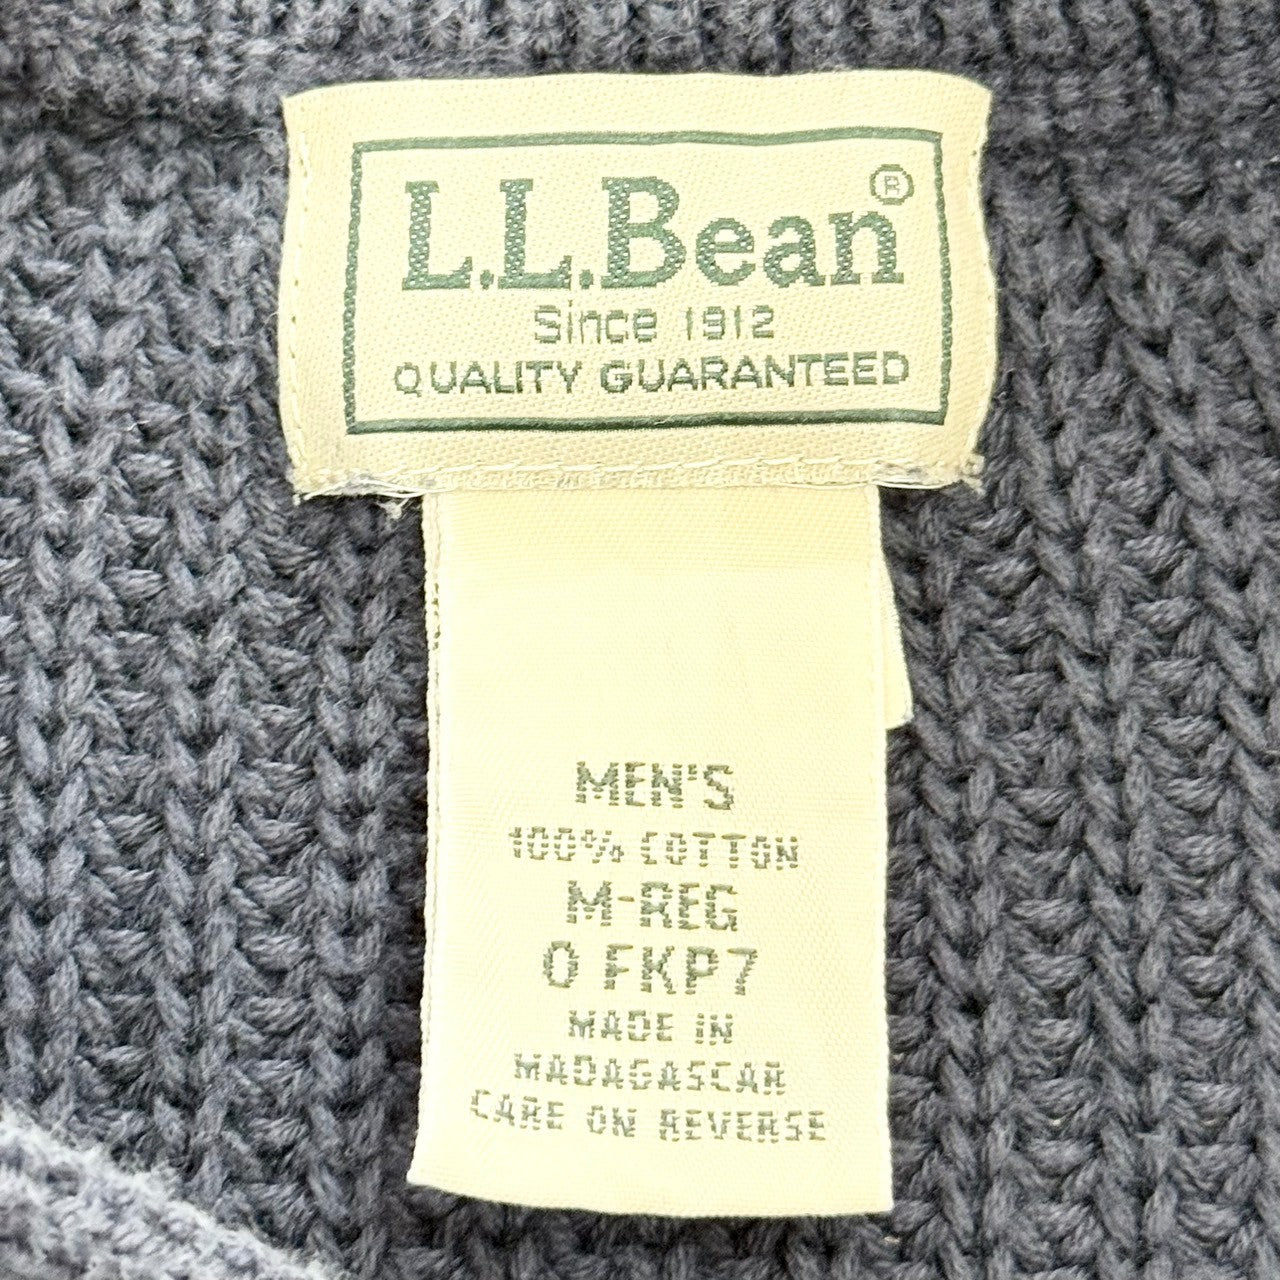 L.L.Bean®
Since 1912
QUALITY GUARANTEED
MEN'S
100% COTTON
M-REG
0 FKP7
MADE IN
MADAGASCAR
CARE ON REVERSE